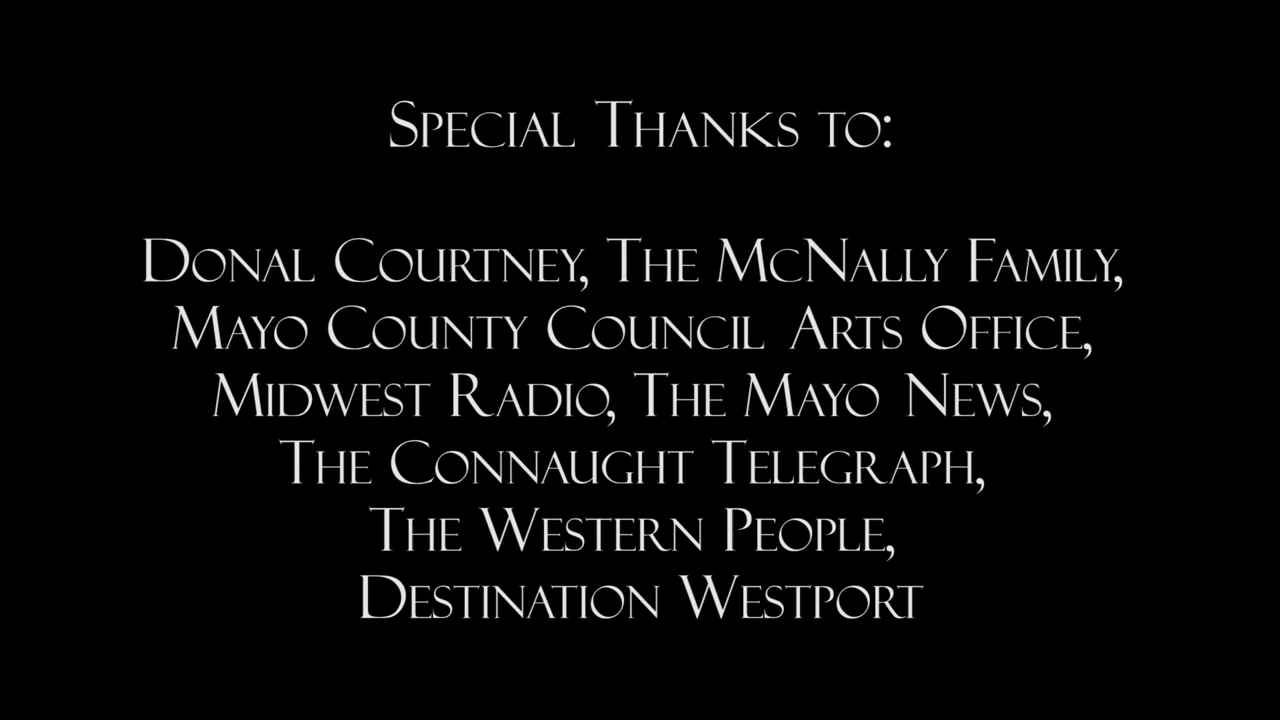 Special Thanks to:
Donal Courtney, The McNally Family,
Mayo County Council Arts Office,
Midwest Radio, The Mayo News,
The Connaught Telegraph,
The Western People,
Destination Westport